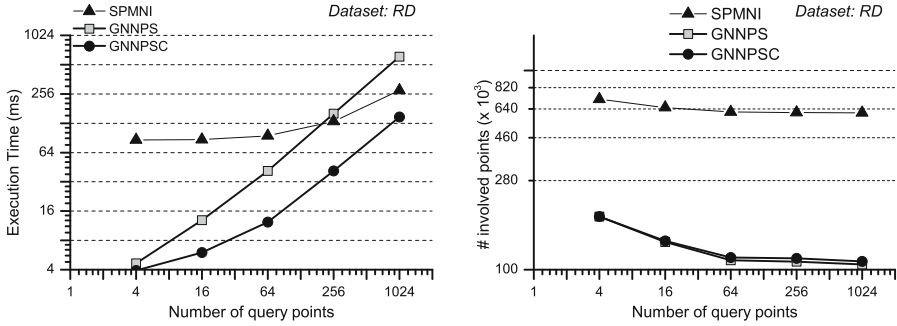 SPMNI
GNNPS
GNNPSC
Dataset: RD
Execution Time (ms)
1024
256
64
16
4
1 4 16 64 256 1024
Number of query points
SPMNI
GNNPS
GNNPSC
Dataset: RD
# involved points (x 10³)
820
640
460
280
100
1 4 16 64 256 1024
Number of query points